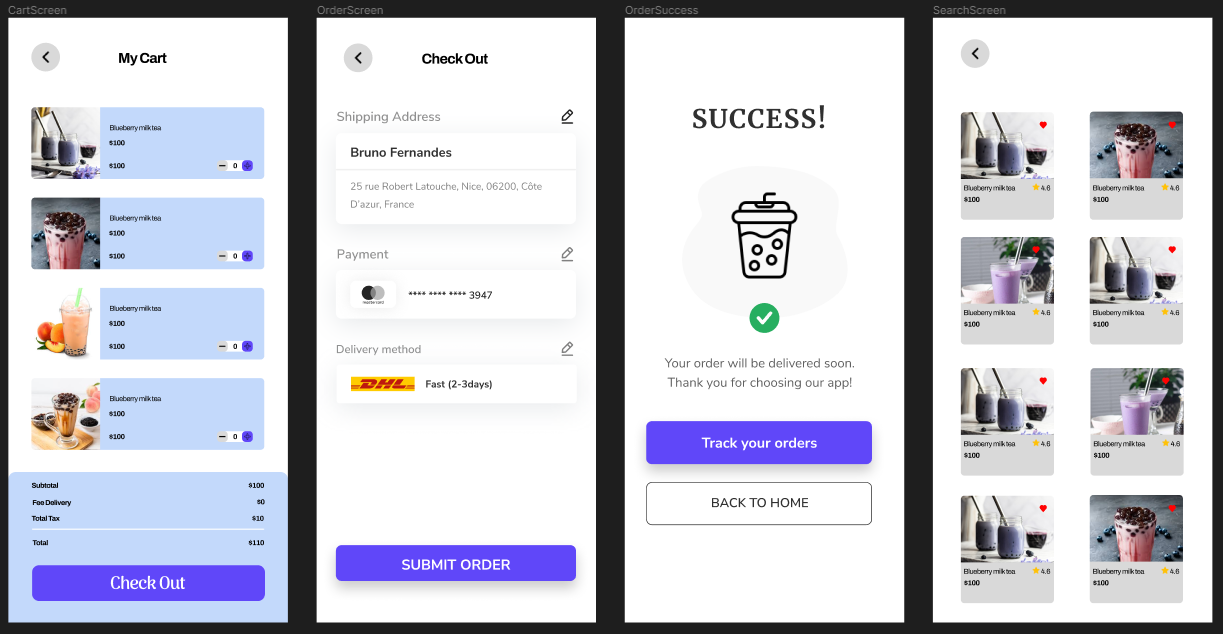 CartScreen
My Cart
Blueberry milk tea
$100
$100
0
Blueberry milk tea
$100
$100
0
Blueberry milk tea
$100
$100
0
Blueberry milk tea
$100
$100
0
Subtotal $100
Fee Delivery $0
Total Tax $10
Total $110
Check Out
OrderScreen
Check Out
Shipping Address
Bruno Fernandes
25 rue Robert Latouche, Nice, 06200, Côte
D'azur, France
Payment
mastercard
**** **** **** 3947
Delivery method
DHL
Fast (2-3days)
SUBMIT ORDER
OrderSuccess
SUCCESS!
Your order will be delivered soon.
Thank you for choosing our app!
Track your orders
BACK TO HOME
SearchScreen
Blueberry milk tea 4.6
$100
Blueberry milk tea 4.6
$100
Blueberry milk tea 4.6
$100
Blueberry milk tea 4.6
$100
Blueberry milk tea 4.6
$100
Blueberry milk tea 4.6
$100
Blueberry milk tea 4.6
$100
Blueberry milk tea 4.6
$100